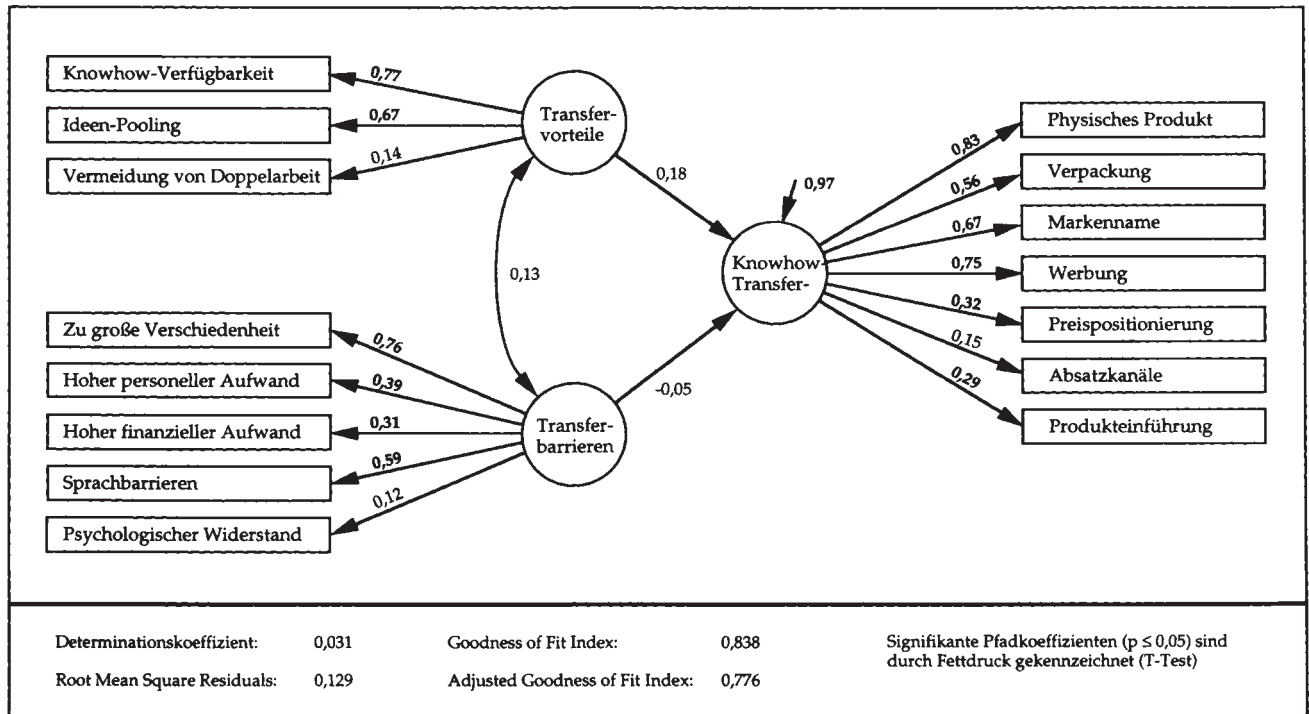 Knowhow-Verfügbarkeit
Ideen-Pooling
Vermeidung von Doppelarbeit
0,77
0,67
0,14
Transfer-
vorteile
0,18
0,13
Zu große Verschiedenheit
Hoher personeller Aufwand
Hoher finanzieller Aufwand
Sprachbarrieren
Psychologischer Widerstand
0,76
0,39
0,31
0,59
0,12
Transfer-
barrieren
-0,05
0,97
Knowhow
Transfer-
0,83
0,56
0,67
0,75
0,32
0,15
0,29
Physisches Produkt
Verpackung
Markenname
Werbung
Preispositionierung
Absatzkanäle
Produkteinführung
Determinationskoeffizient: 0,031
Root Mean Square Residuals: 0,129
Goodness of Fit Index: 0,838
Adjusted Goodness of Fit Index: 0,776
Signifikante Pfadkoeffizienten (p ≤ 0,05) sind
durch Fettdruck gekennzeichnet (T-Test)